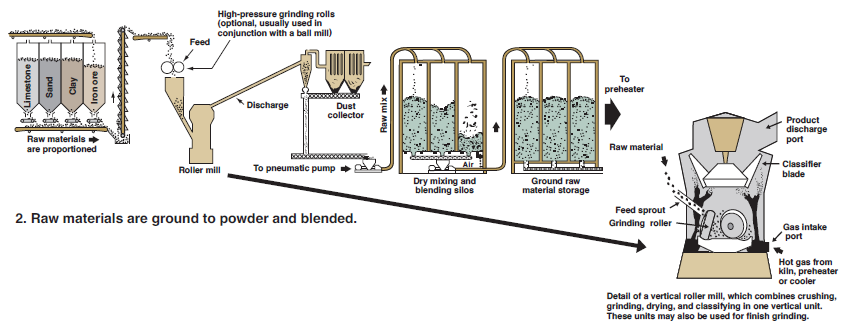 High-pressure grinding rolls
(optional, usually used in
conjunction with a ball mill)
Feed
Limestone
Sand
Clay
Iron ore
Raw materials
are proportioned
Discharge
Roller mill
Dust
collector
To pneumatic pump
Raw mix
Air
Dry mixing and
blending silos
Ground raw
material storage
To
preheater
2. Raw materials are ground to powder and blended.
Raw material
Product
discharge
port
Classifier
blade
Feed sprout
Grinding roller
Gas intake
port
Hot gas from
kiln, preheater
or cooler
Detail of a vertical roller mill, which combines crushing,
grinding, drying, and classifying in one vertical unit.
These units may also be used for finish grinding.